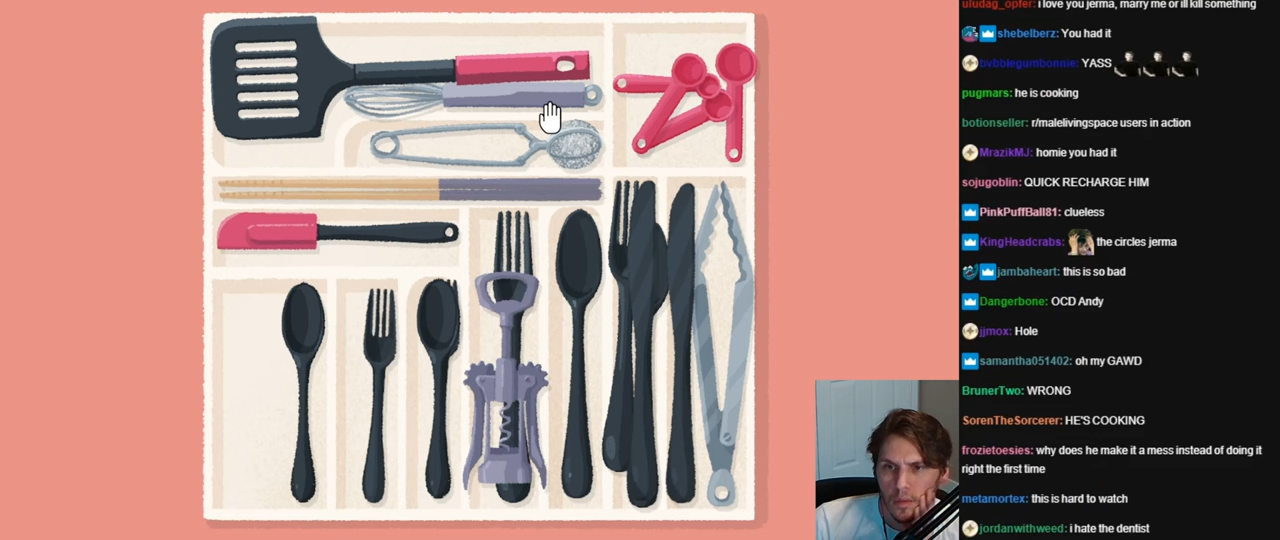 uludag_opfer: i love you jerma, marry me or ill kill something
shebelberz: You had it
bvbblegumbonnie: YASS
pugmars: he is cooking
botionseller: r/malelivingspace users in action
MrazikMJ: homie you had it
sojugoblin: QUICK RECHARGE HIM
PinkPuffBall81: clueless
KingHeadcrabs: the circles jerma
jambaheart: this is so bad
Dangerbone: OCD Andy
jjmox: Hole
samantha051402: oh my GAWD
BrunerTwo: WRONG
SorenTheSorcerer: HE'S COOKING
frozietoesies: why does he make it a mess instead of doing it
right the first time
metamortex: this is hard to watch
jordanwithweed: i hate the dentist